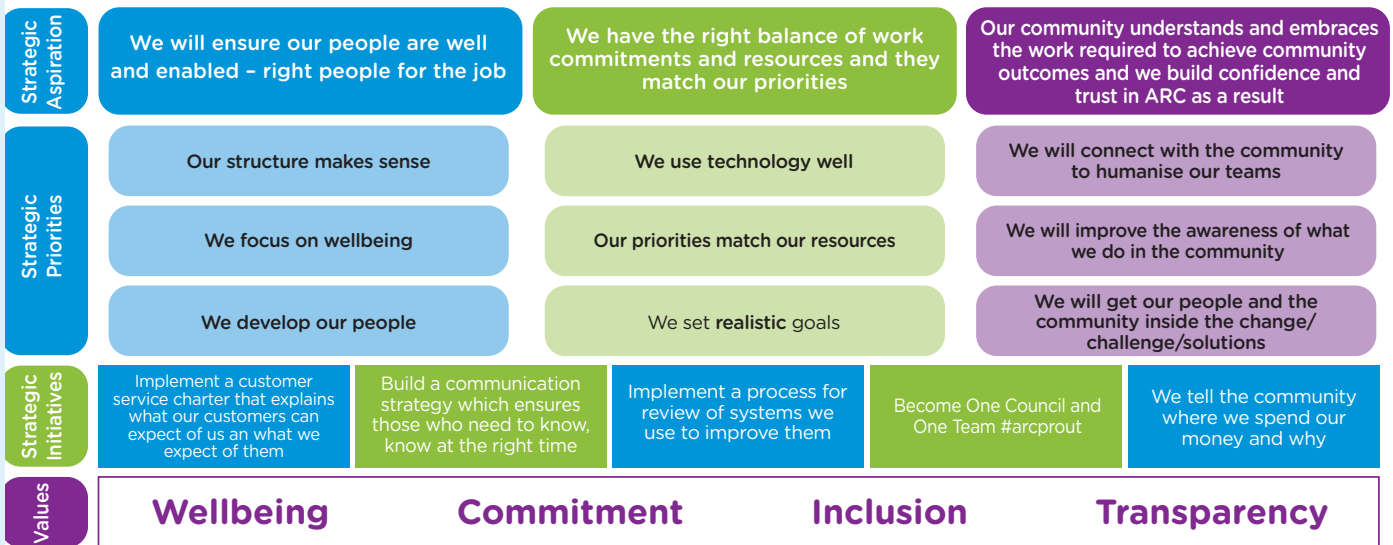 Strategic
Aspiration
We will ensure our people are well
and enabled – right people for the job
We have the right balance of work
commitments and resources and they
match our priorities
Our community understands and embraces
the work required to achieve community
outcomes and we build confidence and
trust in ARC as a result
Strategic
Priorities
Our structure makes sense
We focus on wellbeing
We develop our people
We use technology well
Our priorities match our resources
We set realistic goals
We will connect with the community
to humanise our teams
We will improve the awareness of what
we do in the community
We will get our people and the
community inside the change/
challenge/solutions
Strategic
Initiatives
Implement a customer
service charter that explains
what our customers can
expect of us an what we
expect of them
Build a communication
strategy which ensures
those who need to know,
know at the right time
Implement a process for
review of systems we
use to improve them
Become One Council and
One Team #arcprout
We tell the community
where we spend our
money and why
Values
Wellbeing
Commitment
Inclusion
Transparency